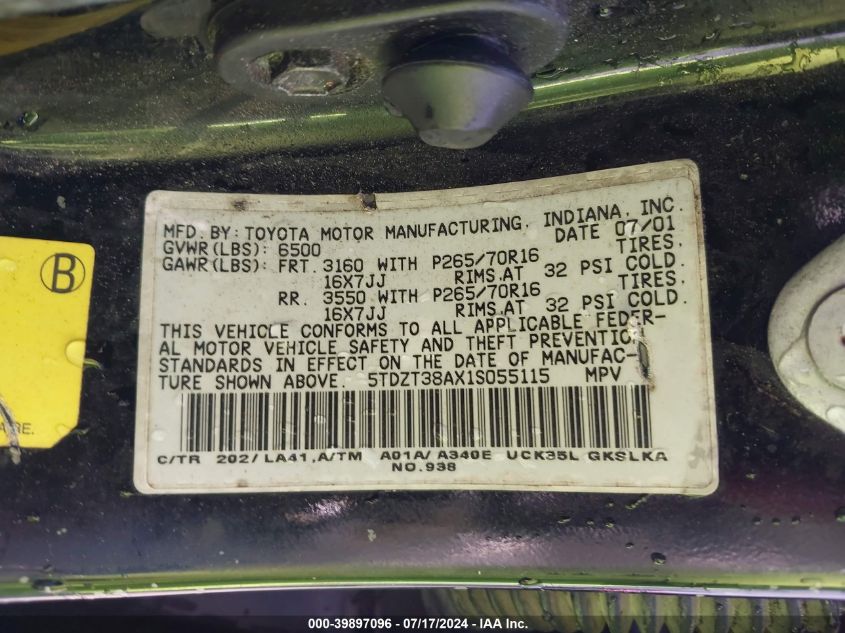 MFD. BY: TOYOTA MOTOR MANUFACTURING, INDIANA, INC.
GVWR(LBS): 6500 DATE 07/01
GAWR(LBS): FRT. 3160 WITH P265/70R16 TIRES,
16X7JJ RIMS,AT 32 PSI COLD.
RR. 3550 WITH P265/70R16 TIRES,
16X7JJ RIMS,AT 32 PSI COLD.
THIS VEHICLE CONFORMS TO ALL APPLICABLE FEDER-
AL MOTOR VEHICLE SAFETY AND THEFT PREVENTION
STANDARDS IN EFFECT ON THE DATE OF MANUFAC-
TURE SHOWN ABOVE. 5TDZT38AX1S055115 MPV
C/TR 202/LA41,A/TM A01A/A340E UCK35L GKSLKA
NO.938
B
ARE.
000-39897096 - 07/17/2024 - IAA Inc.